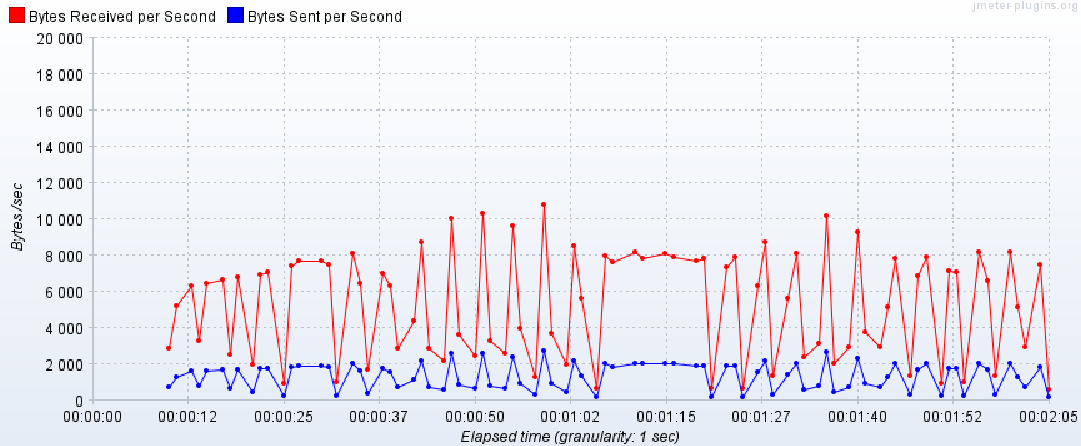 jmeter-plugins.org
Bytes Received per Second Bytes Sent per Second
20 000
18 000
16 000
14 000
12 000
10 000
8 000
6 000
4 000
2 000
0
Bytes /sec
00:00:00 00:00:12 00:00:25 00:00:37 00:00:50 00:01:02 00:01:15 00:01:27 00:01:40 00:01:52 00:02:05
Elapsed time (granularity: 1 sec)